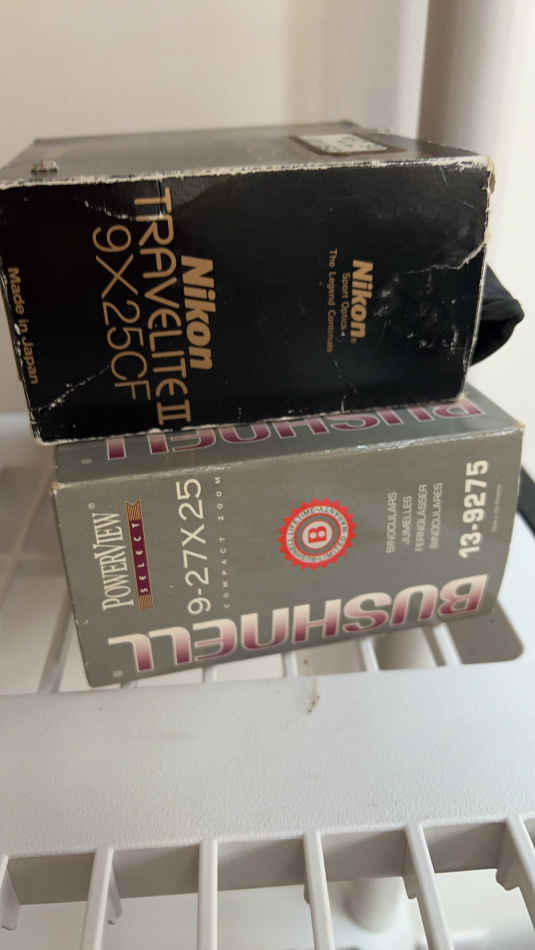 Nikon
TRAVELITE II
9X25CF
Made in Japan
Nikon®
Sport Optics
The Legend Continues
BUSHNELL
®
POWERVIEW®
SELECT
9-27X25
COMPACT ZOOM
B
BINOCULARS
JUMELLES
FERNGLÄSSER
BINOCULARES
13-9275
BUSHNELL
®